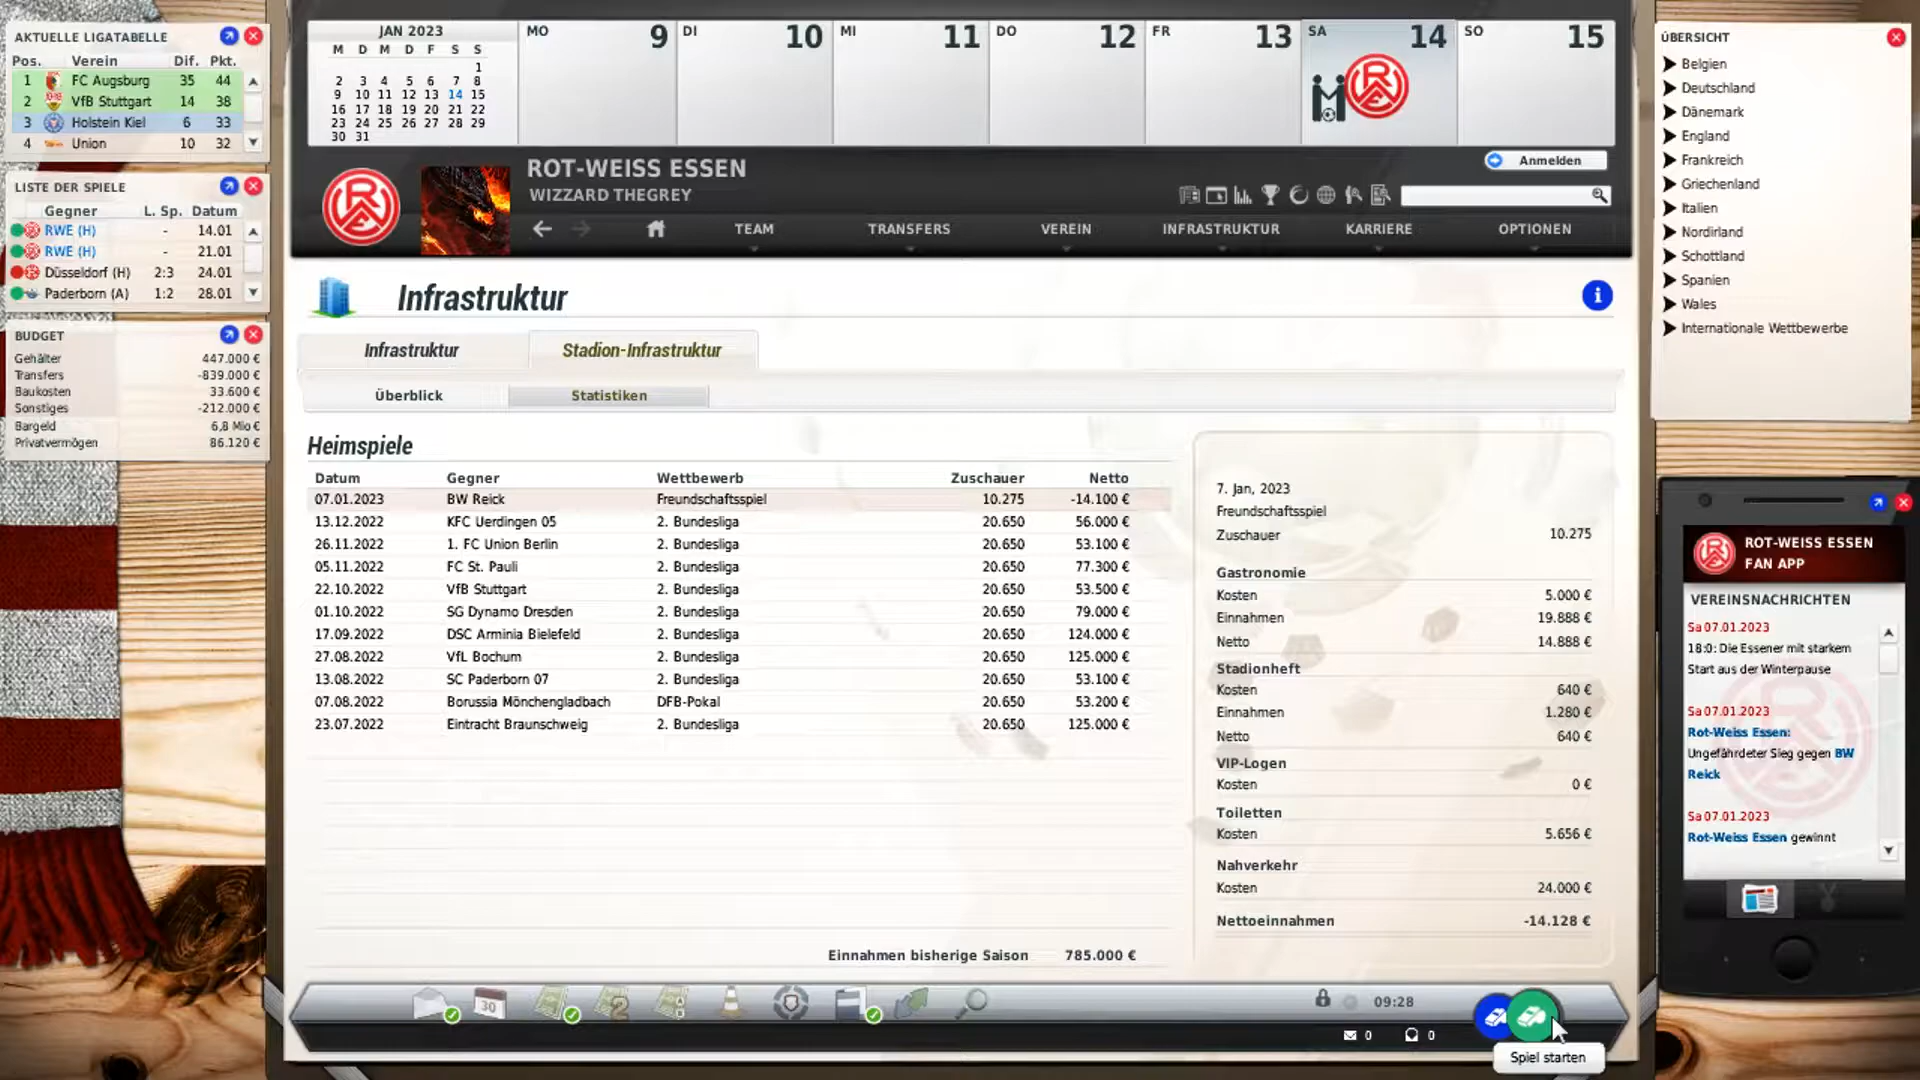 AKTUELLE LIGATABELLE
Pos. Verein Dif. Pkt.
1 FC Augsburg 35 44
2 VfB Stuttgart 14 38
3 Holstein Kiel 6 33
4 Union 10 32
LISTE DER SPIELE
Gegner L. Sp. Datum
RWE (H) - 14.01
RWE (H) - 21.01
Düsseldorf (H) 2:3 24.01
Paderborn (A) 1:2 28.01
BUDGET
Gehälter 447.000 €
Transfers -839.000 €
Baukosten 33.600 €
Sonstiges -212.000 €
Bargeld 6,8 Mio €
Privatvermögen 86.120 €
JAN 2023
M D M D F S S
1
2 3 4 5 6 7 8
9 10 11 12 13 14 15
16 17 18 19 20 21 22
23 24 25 26 27 28 29
30 31
MO 9
DI 10
MI 11
DO 12
FR 13
SA 14
SO 15
ROT-WEISS ESSEN
WIZZARD THEGREY
Anmelden
TEAM TRANSFERS VEREIN INFRASTRUKTUR KARRIERE OPTIONEN
Infrastruktur
Infrastruktur Stadion-Infrastruktur
Überblick Statistiken
Heimspiele
Datum Gegner Wettbewerb Zuschauer Netto
07.01.2023 BW Reick Freundschaftsspiel 10.275 -14.100 €
13.12.2022 KFC Uerdingen 05 2. Bundesliga 20.650 56.000 €
26.11.2022 1. FC Union Berlin 2. Bundesliga 20.650 53.100 €
05.11.2022 FC St. Pauli 2. Bundesliga 20.650 77.300 €
22.10.2022 VfB Stuttgart 2. Bundesliga 20.650 53.500 €
01.10.2022 SG Dynamo Dresden 2. Bundesliga 20.650 79.000 €
17.09.2022 DSC Arminia Bielefeld 2. Bundesliga 20.650 124.000 €
27.08.2022 VfL Bochum 2. Bundesliga 20.650 125.000 €
13.08.2022 SC Paderborn 07 2. Bundesliga 20.650 53.100 €
07.08.2022 Borussia Mönchengladbach DFB-Pokal 20.650 53.200 €
23.07.2022 Eintracht Braunschweig 2. Bundesliga 20.650 125.000 €
Einnahmen bisherige Saison 785.000 €
7. Jan, 2023
Freundschaftsspiel
Zuschauer 10.275
Gastronomie
Kosten 5.000 €
Einnahmen 19.888 €
Netto 14.888 €
Stadionheft
Kosten 640 €
Einnahmen 1.280 €
Netto 640 €
VIP-Logen
Kosten 0 €
Toiletten
Kosten 5.656 €
Nahverkehr
Kosten 24.000 €
Nettoeinnahmen -14.128 €
30
2
09:28
0 0
Spiel starten
ÜBERSICHT
Belgien
Deutschland
Dänemark
England
Frankreich
Griechenland
Italien
Nordirland
Schottland
Spanien
Wales
Internationale Wettbewerbe
ROT-WEISS ESSEN
FAN APP
VEREINSNACHRICHTEN
Sa 07.01.2023
18:0: Die Essener mit starkem
Start aus der Winterpause
Sa 07.01.2023
Rot-Weiss Essen:
Ungefährdeter Sieg gegen BW
Reick
Sa 07.01.2023
Rot-Weiss Essen gewinnt